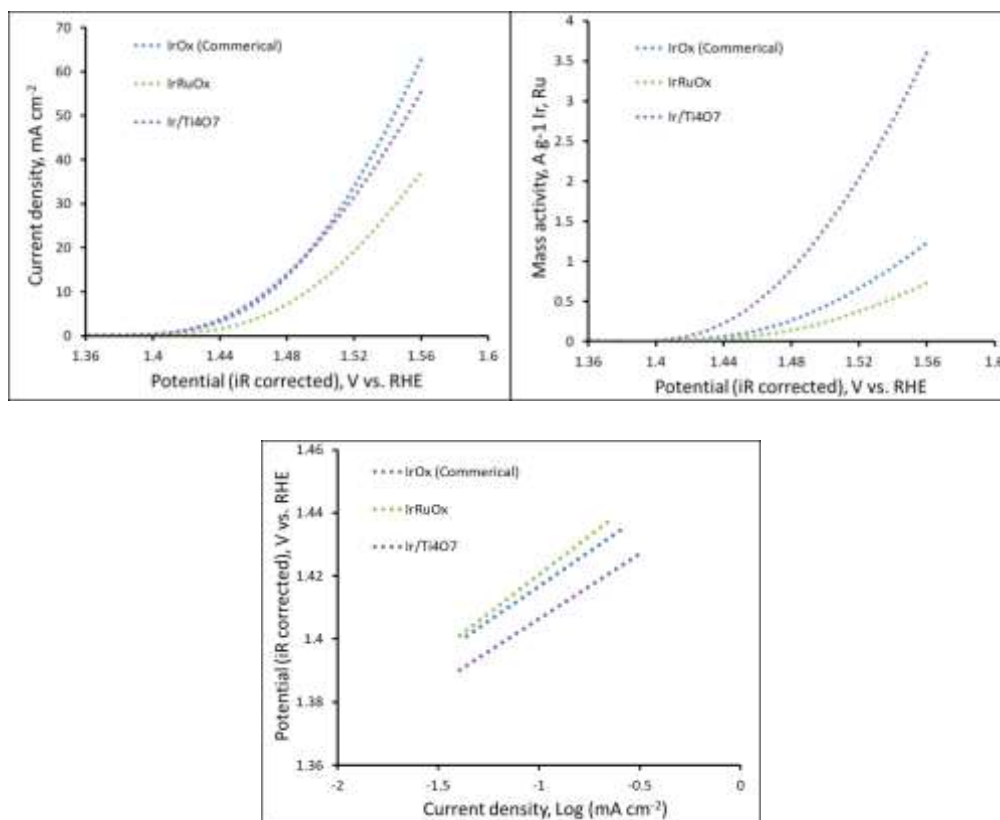 70
60
50
40
30
20
10
0
Current density, mA cm-2
IrOx (Commerical)
IrRuOx
Ir/Ti4O7
1.36 1.4 1.44 1.48 1.52 1.56 1.6
Potential (iR corrected), V vs. RHE
4
3.5
3
2.5
2
1.5
1
0.5
0
Mass activity, A g-1 Ir, Ru
IrOx (Commerical)
IrRuOx
Ir/Ti4O7
1.36 1.4 1.44 1.48 1.52 1.56 1.6
Potential (iR corrected), V vs. RHE
1.46
1.44
1.42
1.4
1.38
1.36
Potential (iR corrected), V vs. RHE
IrOx (Commerical)
IrRuOx
Ir/Ti4O7
-2 -1.5 -1 -0.5 0
Current density, Log (mA cm-2)